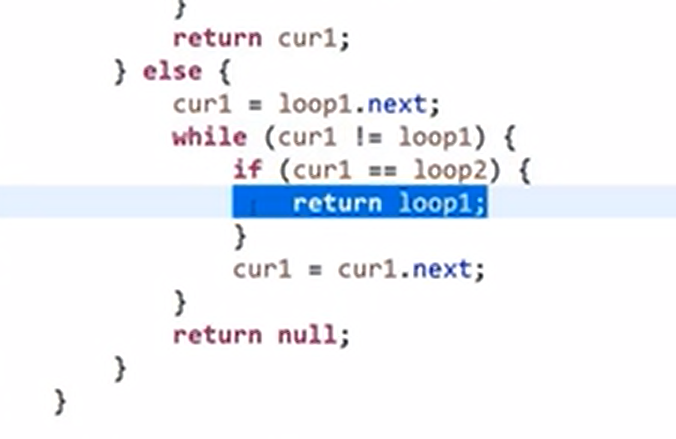 }
return cur1;
} else {
cur1 = loop1.next;
while (cur1 != loop1) {
if (cur1 == loop2) {
return loop1;
}
cur1 = cur1.next;
}
return null;
}
}